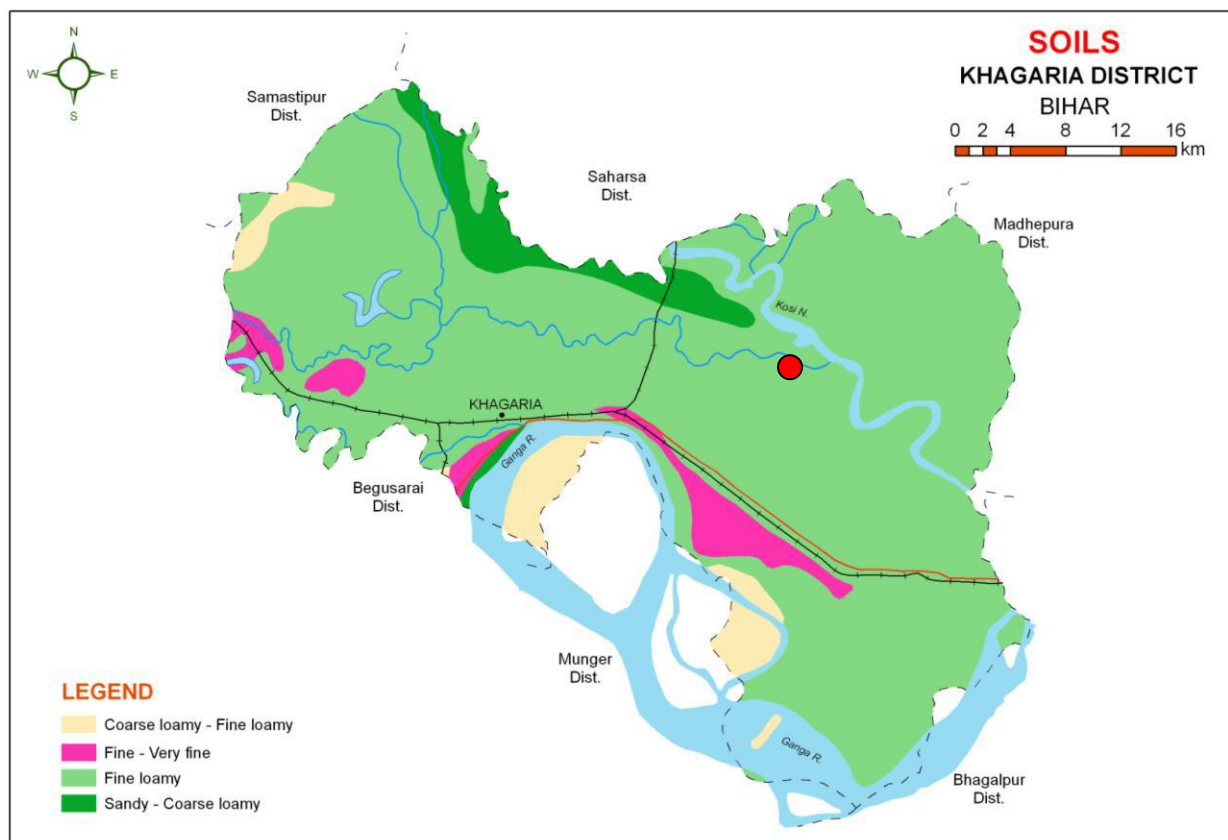 N
W E
S
SOILS
KHAGARIA DISTRICT
BIHAR
0 2 4 8 12 16
km
Samastipur
Dist.
Saharsa
Dist.
Madhepura
Dist.
Kosi N.
KHAGARIA
Ganga R.
Begusarai
Dist.
Munger
Dist.
Ganga R.
Bhagalpur
Dist.
LEGEND
Coarse loamy - Fine loamy
Fine - Very fine
Fine loamy
Sandy - Coarse loamy